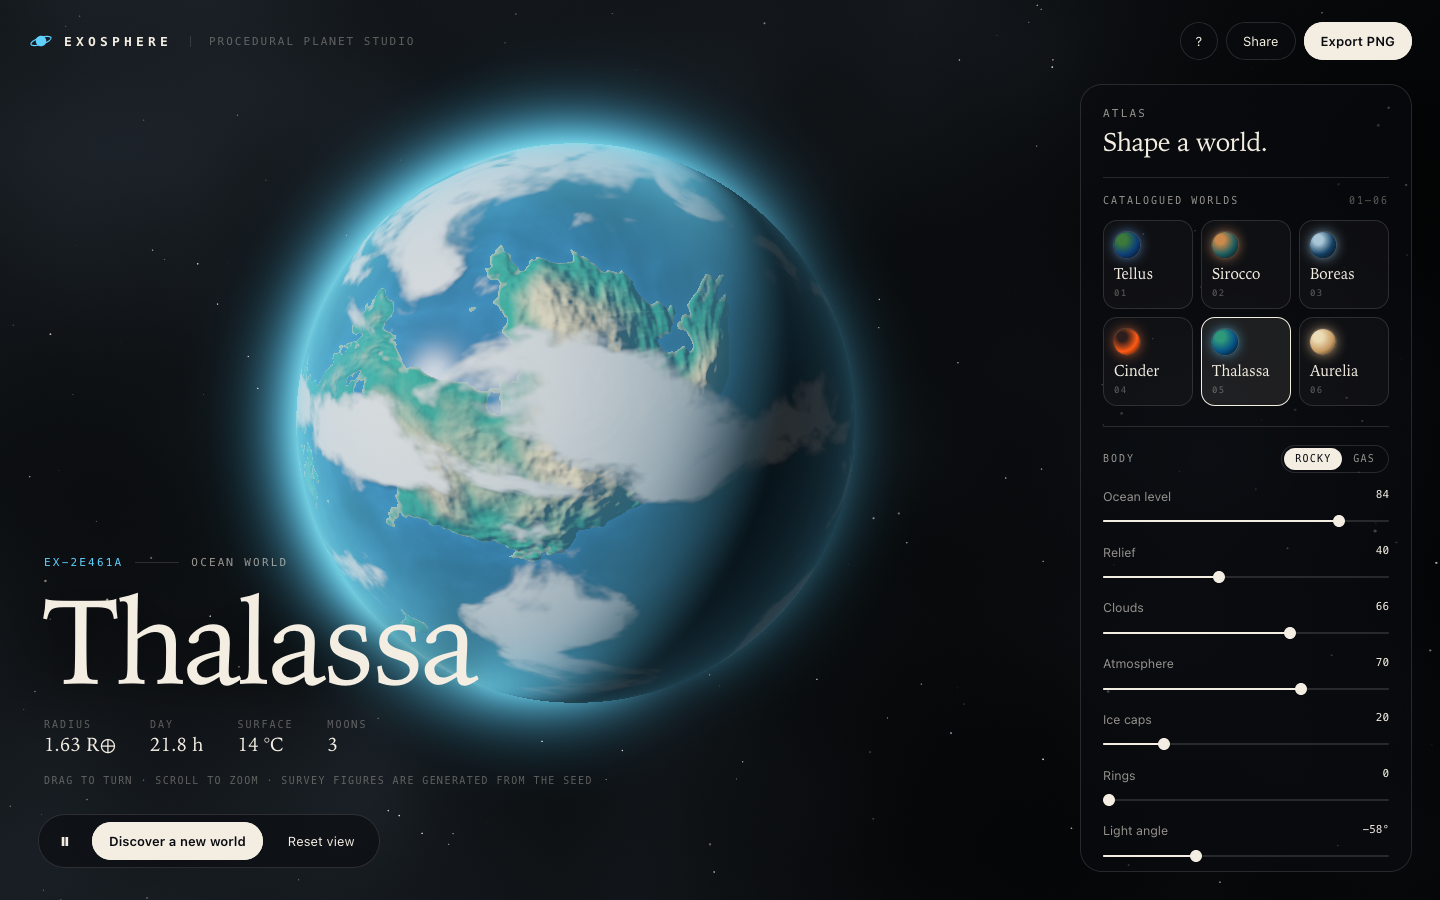 EXOSPHERE
PROCEDURAL PLANET STUDIO
?
Share
Export PNG
ATLAS
Shape a world.
CATALOGUED WORLDS
01—06
Tellus
01
Sirocco
02
Boreas
03
Cinder
04
Thalassa
05
Aurelia
06
BODY
ROCKY
GAS
Ocean level
84
Relief
40
Clouds
66
Atmosphere
70
Ice caps
20
Rings
0
Light angle
−58°
EX-2E461A
OCEAN WORLD
Thalassa
RADIUS
1.63 R⊕
DAY
21.8 h
SURFACE
14 °C
MOONS
3
DRAG TO TURN · SCROLL TO ZOOM · SURVEY FIGURES ARE GENERATED FROM THE SEED
Discover a new world
Reset view